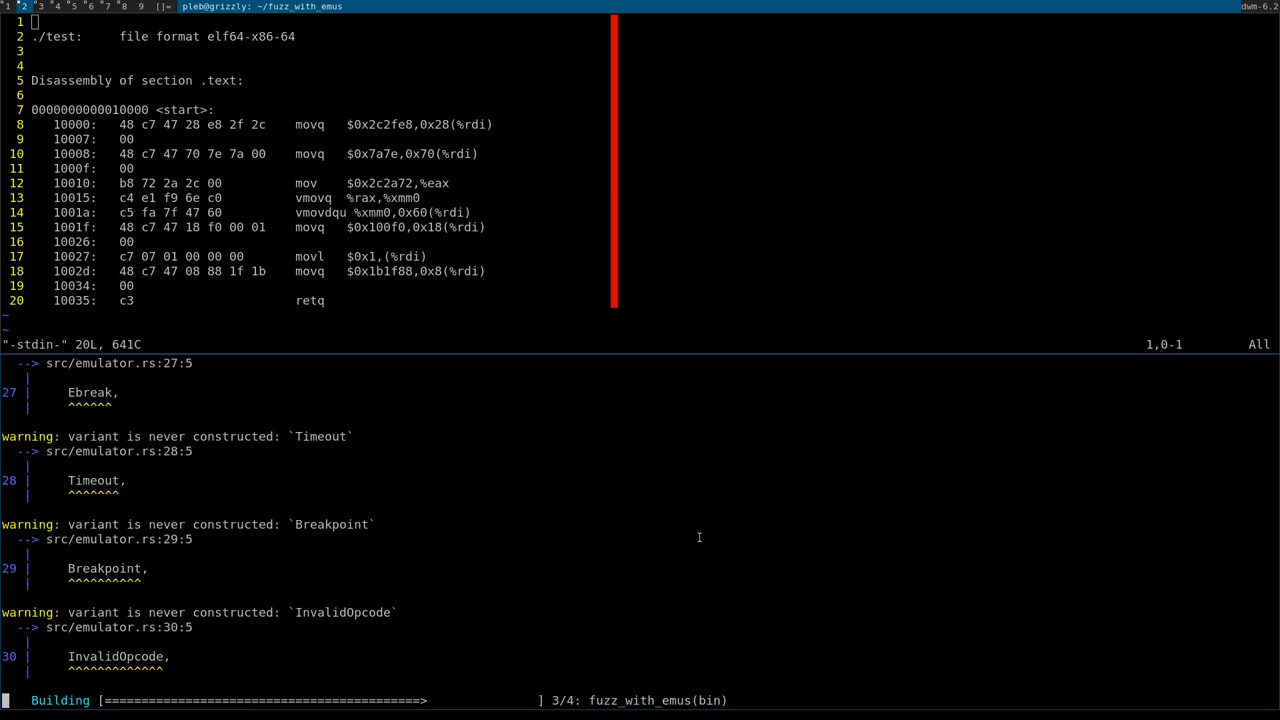 1 2 3 4 5 6 7 8 9 []= pleb@grizzly: ~/fuzz_with_emus dwm-6.2
1
2 ./test:     file format elf64-x86-64
3
4
5 Disassembly of section .text:
6
7 0000000000010000 <start>:
8    10000:   48 c7 47 28 e8 2f 2c    movq   $0x2c2fe8,0x28(%rdi)
9    10007:   00
10    10008:   48 c7 47 70 7e 7a 00    movq   $0x7a7e,0x70(%rdi)
11    1000f:   00
12    10010:   b8 72 2a 2c 00          mov    $0x2c2a72,%eax
13    10015:   c4 e1 f9 6e c0          vmovq  %rax,%xmm0
14    1001a:   c5 fa 7f 47 60          vmovdqu %xmm0,0x60(%rdi)
15    1001f:   48 c7 47 18 f0 00 01    movq   $0x100f0,0x18(%rdi)
16    10026:   00
17    10027:   c7 07 01 00 00 00       movl   $0x1,(%rdi)
18    1002d:   48 c7 47 08 88 1f 1b    movq   $0x1b1f88,0x8(%rdi)
19    10034:   00
20    10035:   c3                      retq
~
~
"-stdin-" 20L, 641C 1,0-1 All
--> src/emulator.rs:27:5
|
27 |     Ebreak,
|     ^^^^^^
warning: variant is never constructed: `Timeout`
--> src/emulator.rs:28:5
|
28 |     Timeout,
|     ^^^^^^^
warning: variant is never constructed: `Breakpoint`
--> src/emulator.rs:29:5
|
29 |     Breakpoint,
|     ^^^^^^^^^^
warning: variant is never constructed: `InvalidOpcode`
--> src/emulator.rs:30:5
|
30 |     InvalidOpcode,
|     ^^^^^^^^^^^^^
Building [===========================================>               ] 3/4: fuzz_with_emus(bin)